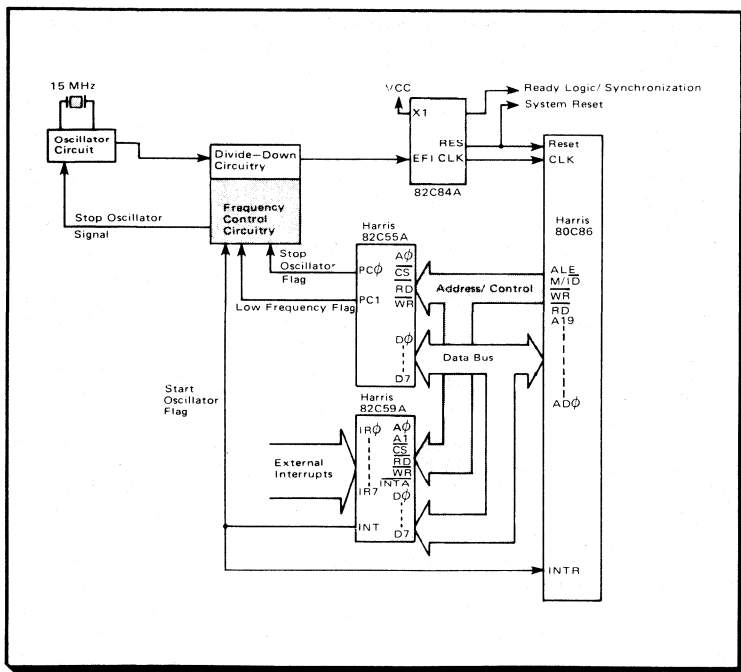 15 MHz
Oscillator
Circuit
Divide-Down
Circuitry
Frequency
Control
Circuitry
Stop Oscillator
Signal
VCC
X1
RES
EFI CLK
82C84A
Ready Logic/ Synchronization
System Reset
Reset
CLK
Harris
80C86
Harris
82C55A
Stop
Oscillator
Flag
PCϕ
Aϕ
CS
RD
WR
PC1
Low Frequency Flag
Dϕ
D7
Address/ Control
ALE
M/IO
WR
RD
A19
Data Bus
ADϕ
Start
Oscillator
Flag
Harris
82C59A
IRϕ
Aϕ
A1
CS
RD
WR
INTA
Dϕ
D7
External
Interrupts
IR7
INT
INTR